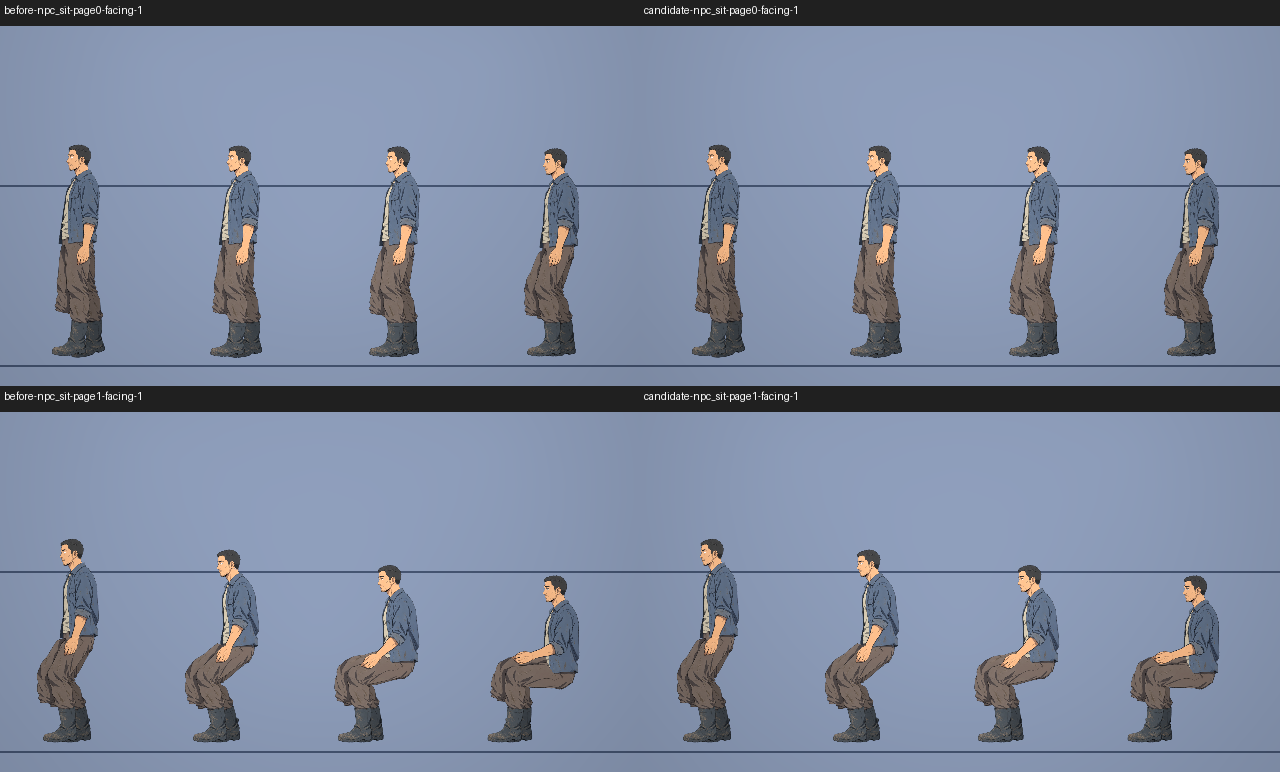 before-npc_sit-page0-facing-1
candidate-npc_sit-page0-facing-1
before-npc_sit-page1-facing-1
candidate-npc_sit-page1-facing-1